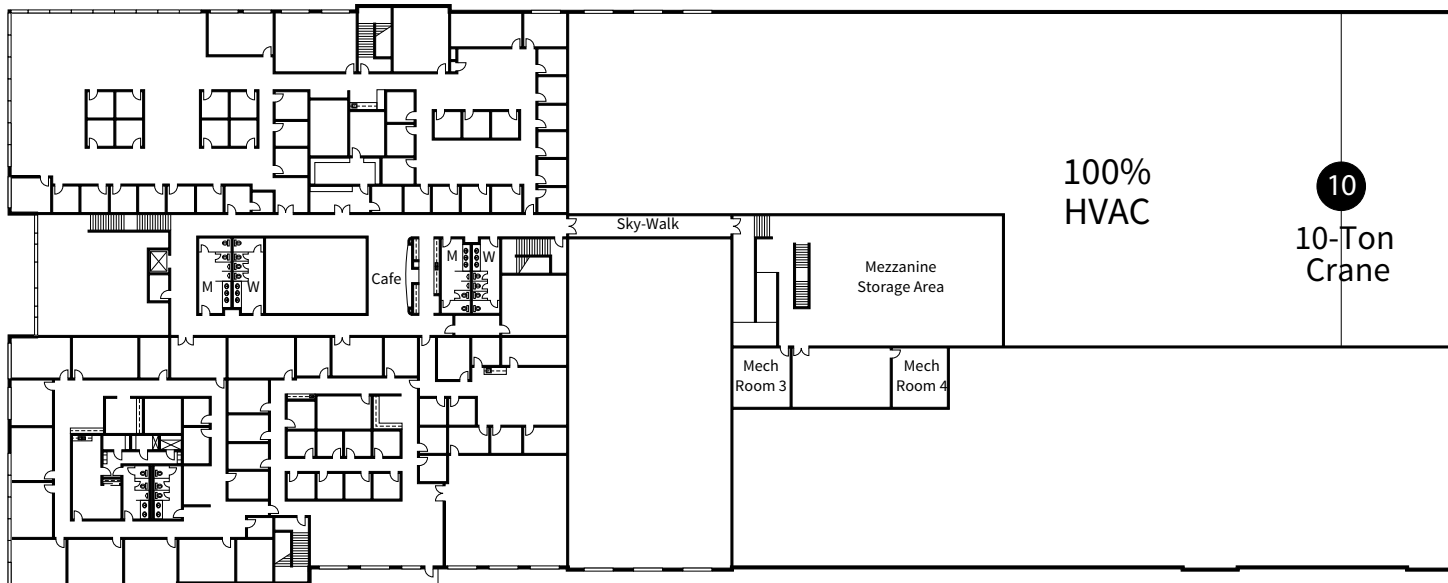 100%
HVAC
10
10-Ton
Crane
Sky-Walk
Mezzanine
Storage Area
M
W
Cafe
M
W
Mech
Room 3
Mech
Room 4